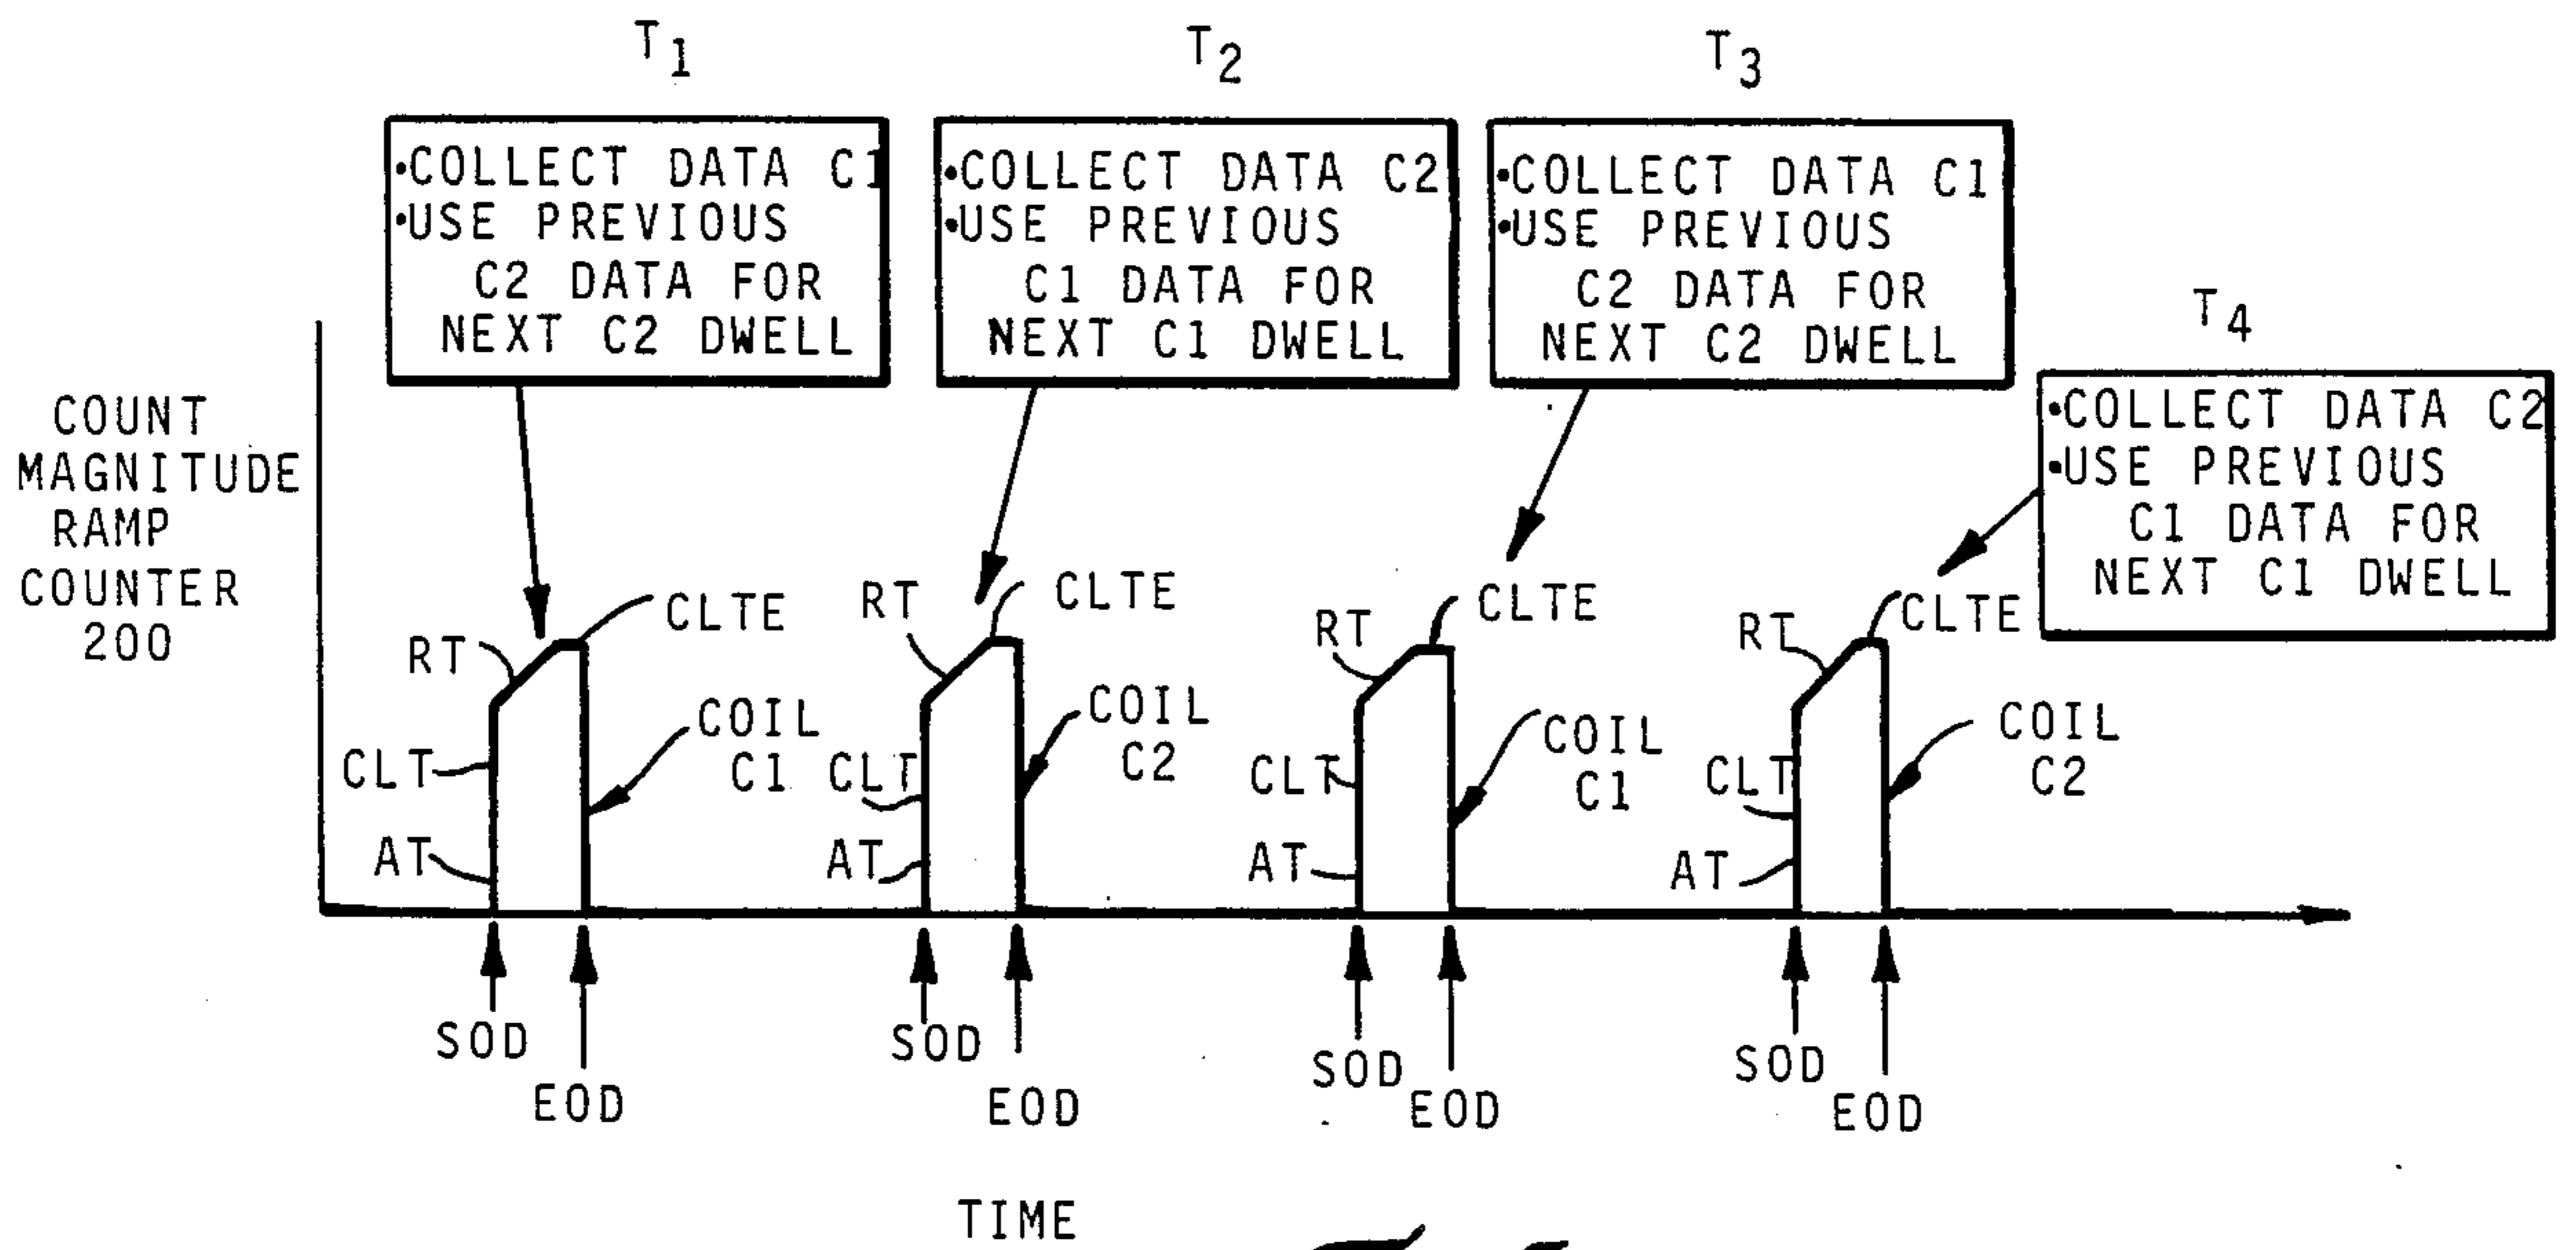 T1
•COLLECT DATA C1
•USE PREVIOUS
C2 DATA FOR
NEXT C2 DWELL
T2
•COLLECT DATA C2
•USE PREVIOUS
C1 DATA FOR
NEXT C1 DWELL
T3
•COLLECT DATA C1
•USE PREVIOUS
C2 DATA FOR
NEXT C2 DWELL
T4
•COLLECT DATA C2
•USE PREVIOUS
C1 DATA FOR
NEXT C1 DWELL
COUNT
MAGNITUDE
RAMP
COUNTER
200
RT
CLTE
CLT
AT
COIL
C1
SOD
EOD
RT
CLTE
CLT
AT
COIL
C2
SOD
EOD
RT
CLTE
CLT
AT
COIL
C1
SOD
EOD
RT
CLTE
CLT
AT
COIL
C2
SOD
EOD
TIME